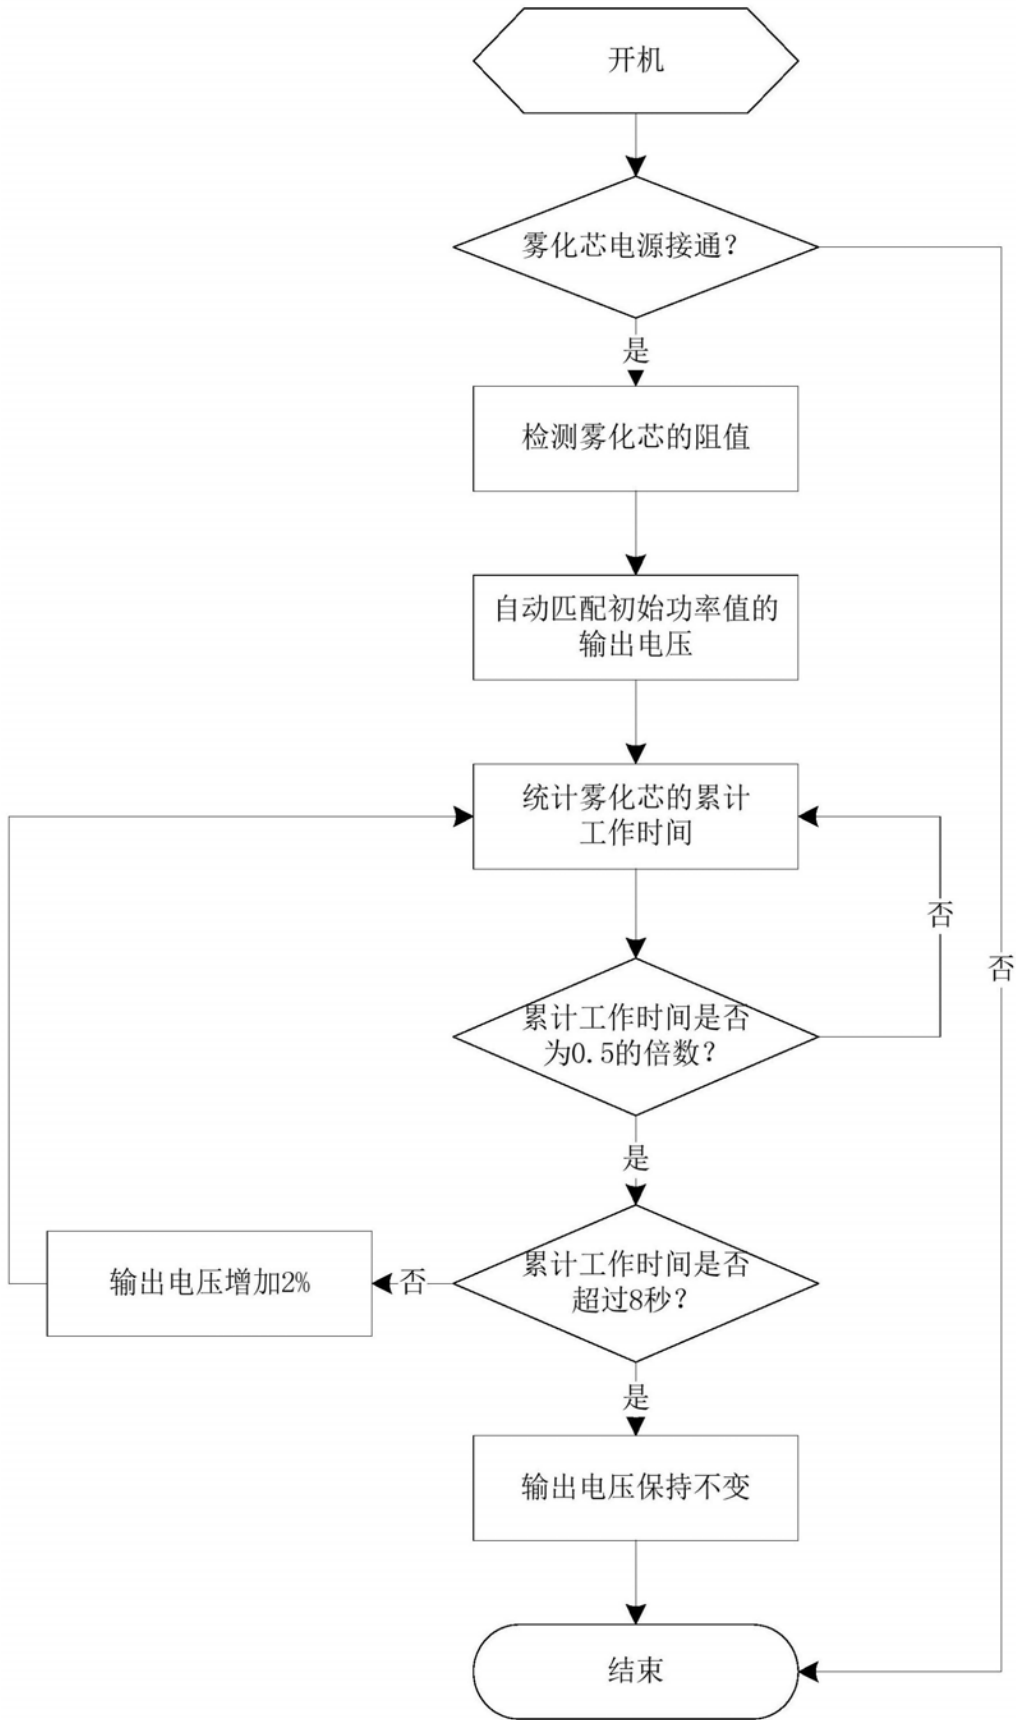 开机
雾化芯电源接通？
是
检测雾化芯的阻值
自动匹配初始功率值的
输出电压
统计雾化芯的累计
工作时间
否
否
累计工作时间是否
为0.5的倍数？
是
累计工作时间是否
超过8秒？
否
输出电压增加2%
是
输出电压保持不变
结束